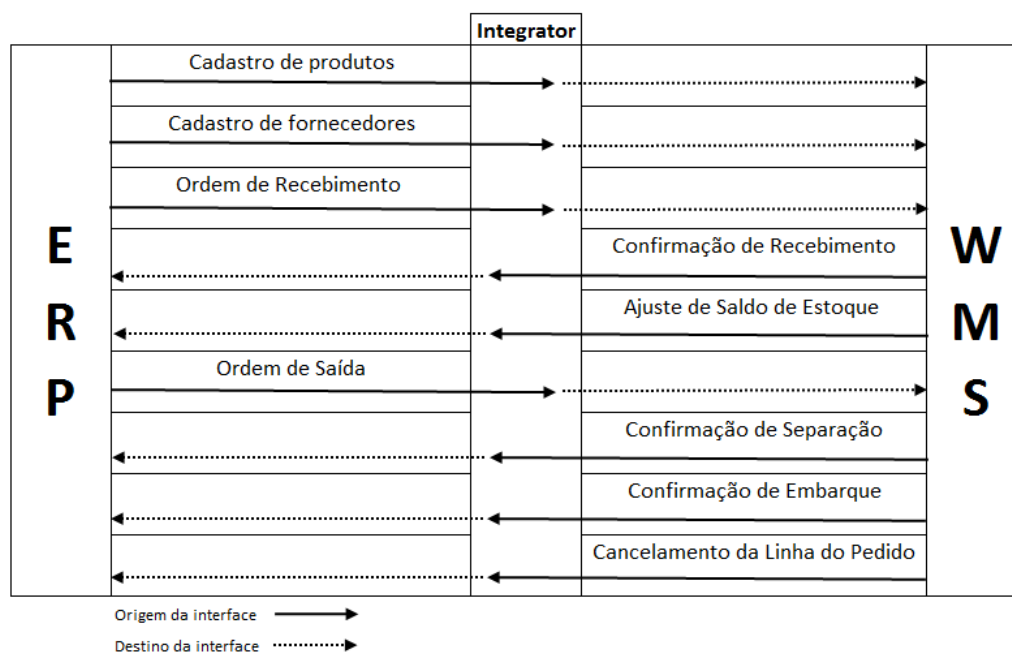 Integrator
Cadastro de produtos
Cadastro de fornecedores
Ordem de Recebimento
Confirmação de Recebimento
Ajuste de Saldo de Estoque
Ordem de Saída
Confirmação de Separação
Confirmação de Embarque
Cancelamento da Linha do Pedido
E
R
P
W
M
S
Origem da interface
Destino da interface